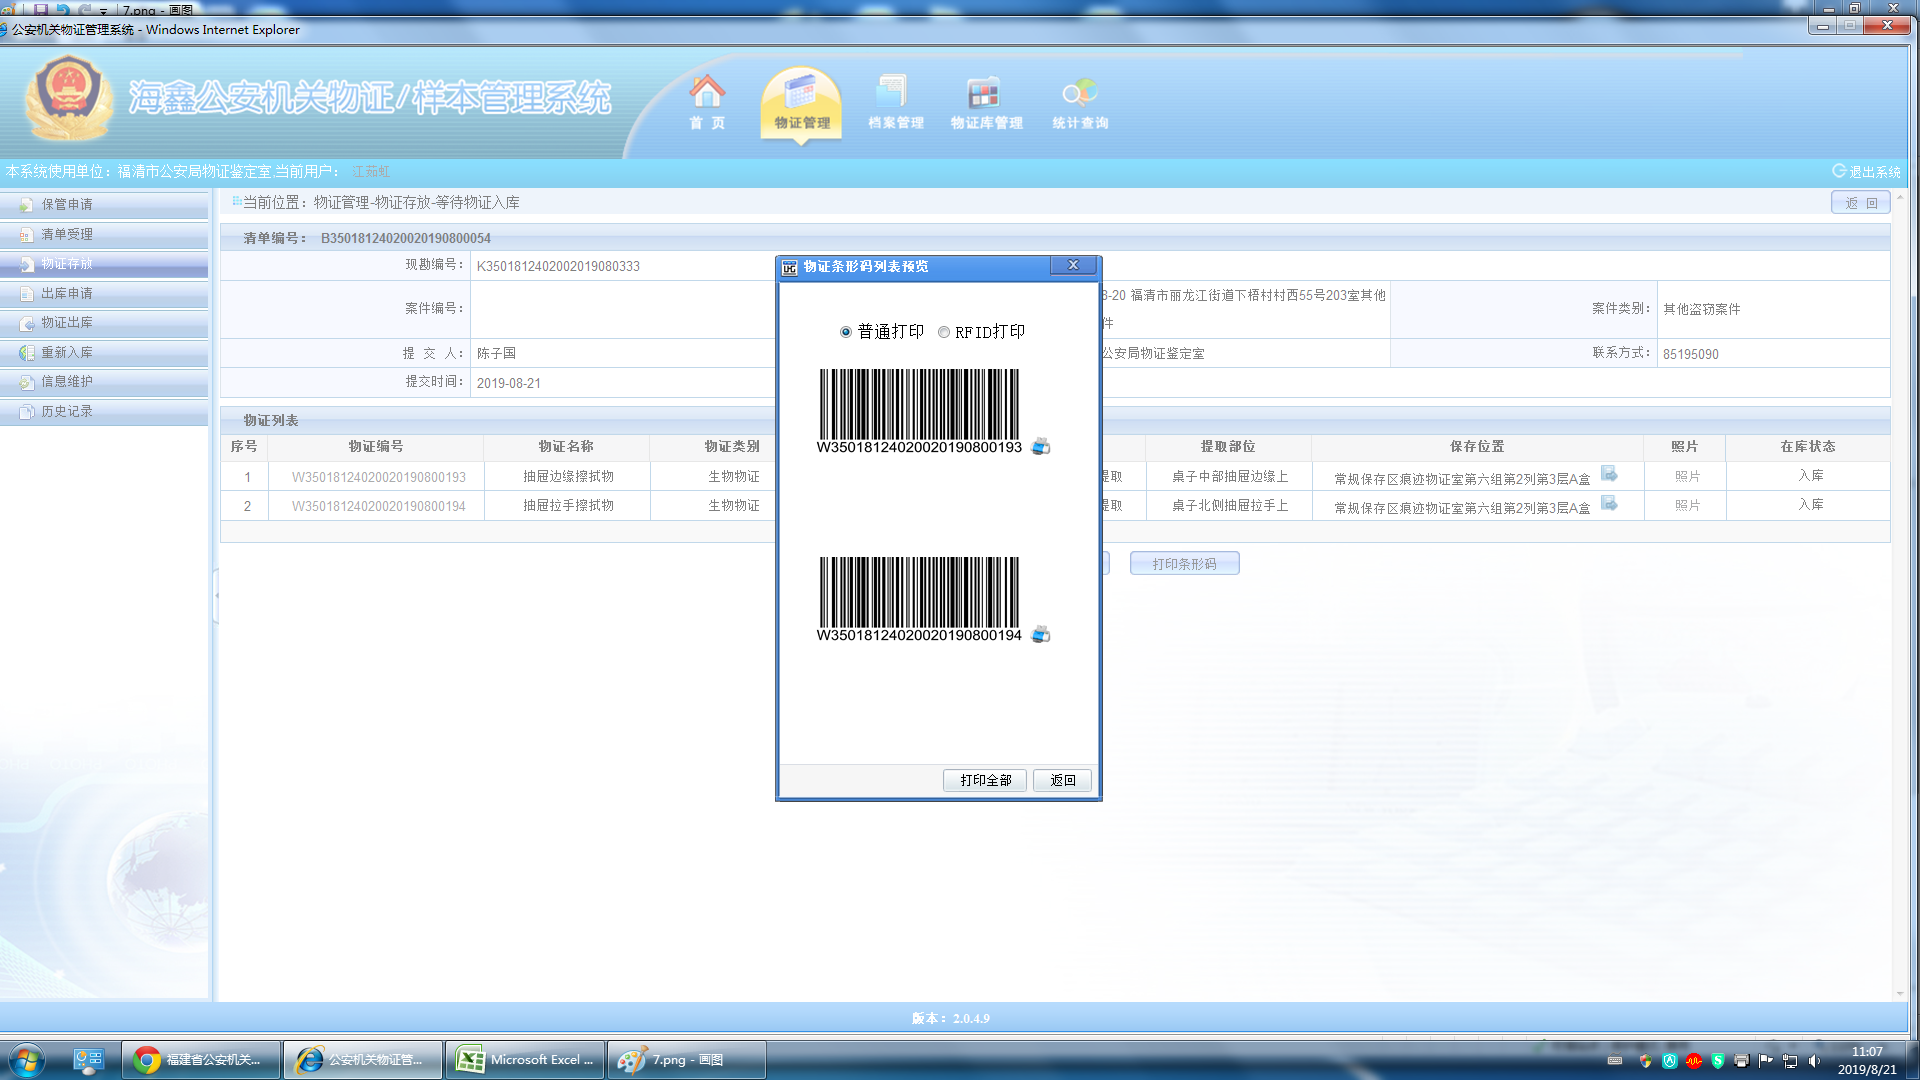 7.png - 画图
公安机关物证管理系统 - Windows Internet Explorer
海鑫公安机关物证/样本管理系统
首 页
物证管理
档案管理
物证库管理
统计查询
本系统使用单位：福清市公安局物证鉴定室,当前用户： 江茹虹
退出系统
保管申请
清单受理
物证存放
出库申请
物证出库
重新入库
信息维护
历史记录
当前位置：物证管理-物证存放-等待物证入库
返 回
清单编号： B35018124020020190800054
现勘编号： K3501812402002019080333
案件编号： 8-20 福清市丽龙江街道下梧村村西55号203室其他
件
案件类别： 其他盗窃案件
提 交 人： 陈子国
公安局物证鉴定室
联系方式： 85195090
提交时间： 2019-08-21
物证列表
序号 物证编号 物证名称 物证类别 提取部位 保存位置 照片 在库状态
1 W35018124020020190800193 抽屉边缘擦拭物 生物物证 提取 桌子中部抽屉边缘上 常规保存区痕迹物证室第六组第2列第3层A盒 照片 入库
2 W35018124020020190800194 抽屉拉手擦拭物 生物物证 提取 桌子北侧抽屉拉手上 常规保存区痕迹物证室第六组第2列第3层A盒 照片 入库
打印条形码
物证条形码列表预览
普通打印 RFID打印
W35018124020020190800193
W35018124020020190800194
打印全部 返回
版本：2.0.4.9
福建省公安机关...
公安机关物证管...
Microsoft Excel ...
7.png - 画图
11:07
2019/8/21